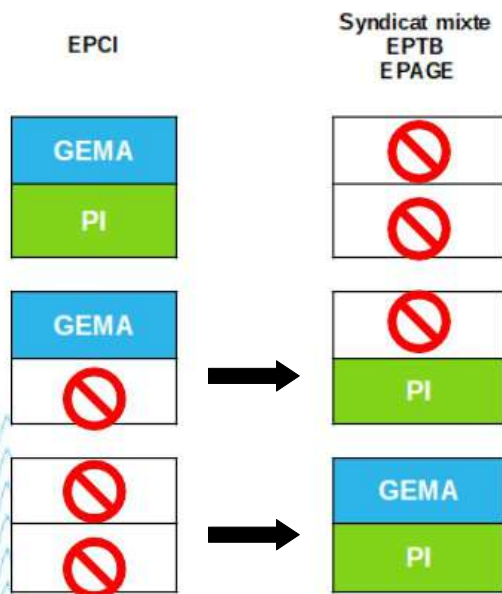 EPCI
Syndicat mixte
EPTB
EPAGE
GEMA
PI
GEMA
PI
GEMA
PI